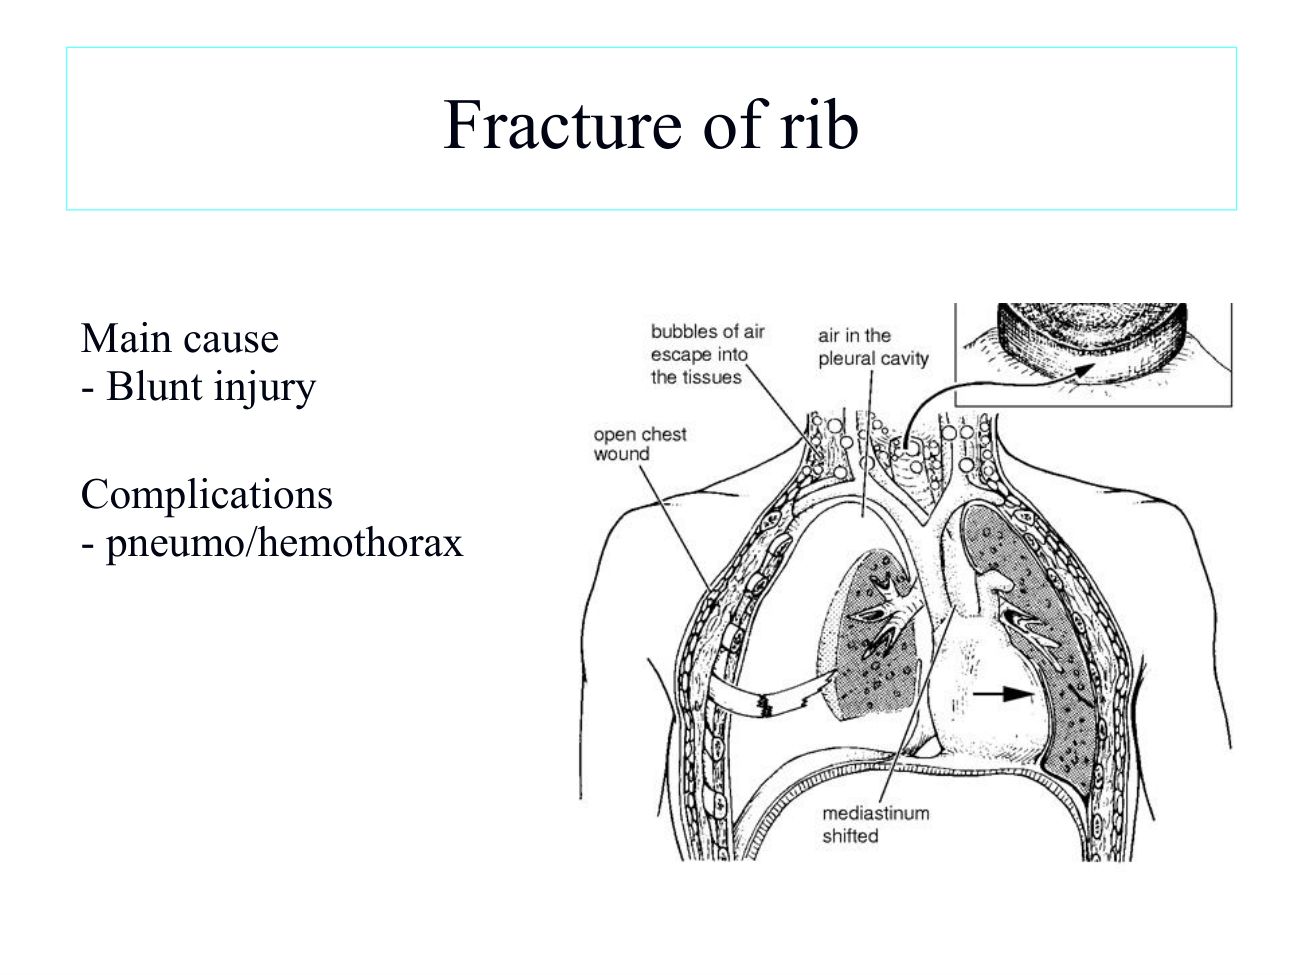 Fracture of rib
Main cause
- Blunt injury
Complications
- pneumo/hemothorax
bubbles of air
escape into
the tissues
air in the
pleural cavity
open chest
wound
mediastinum
shifted